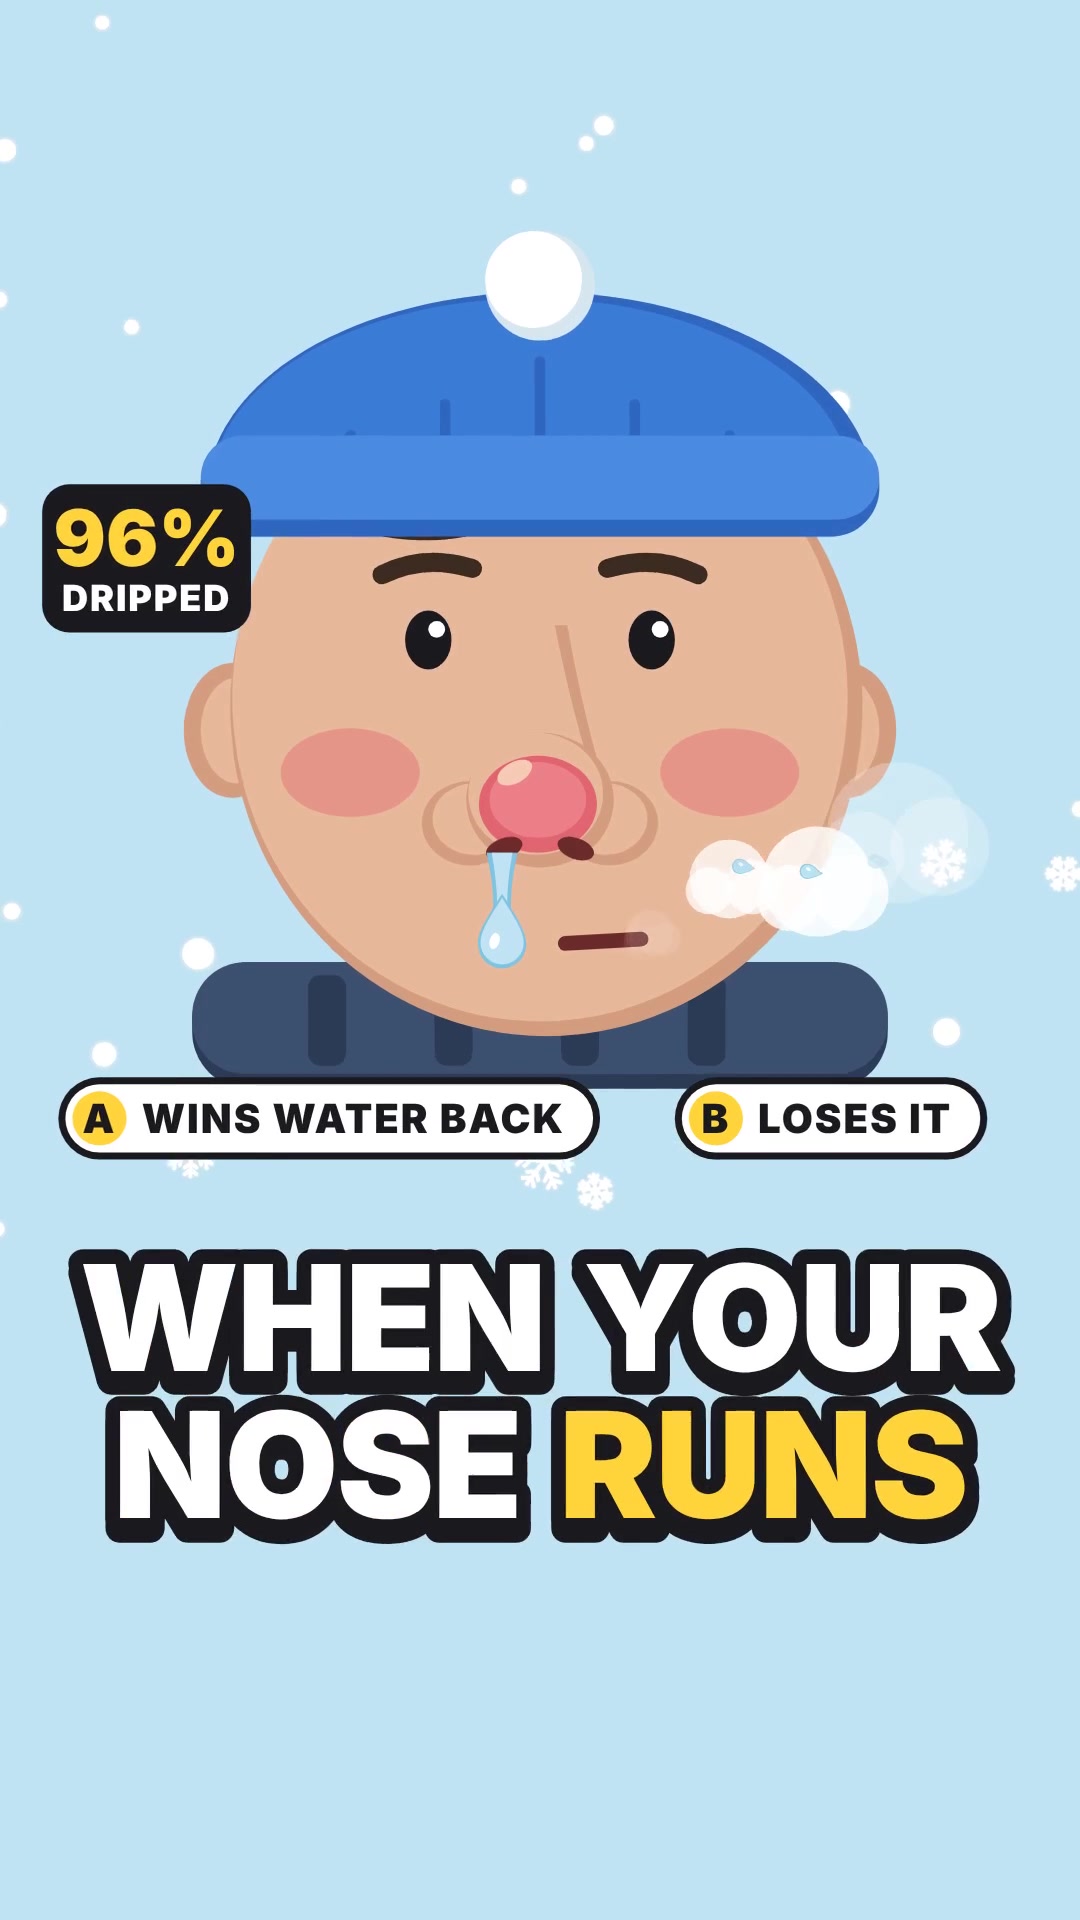 96%
DRIPPED
A WINS WATER BACK
B LOSES IT
WHEN YOUR
NOSE RUNS